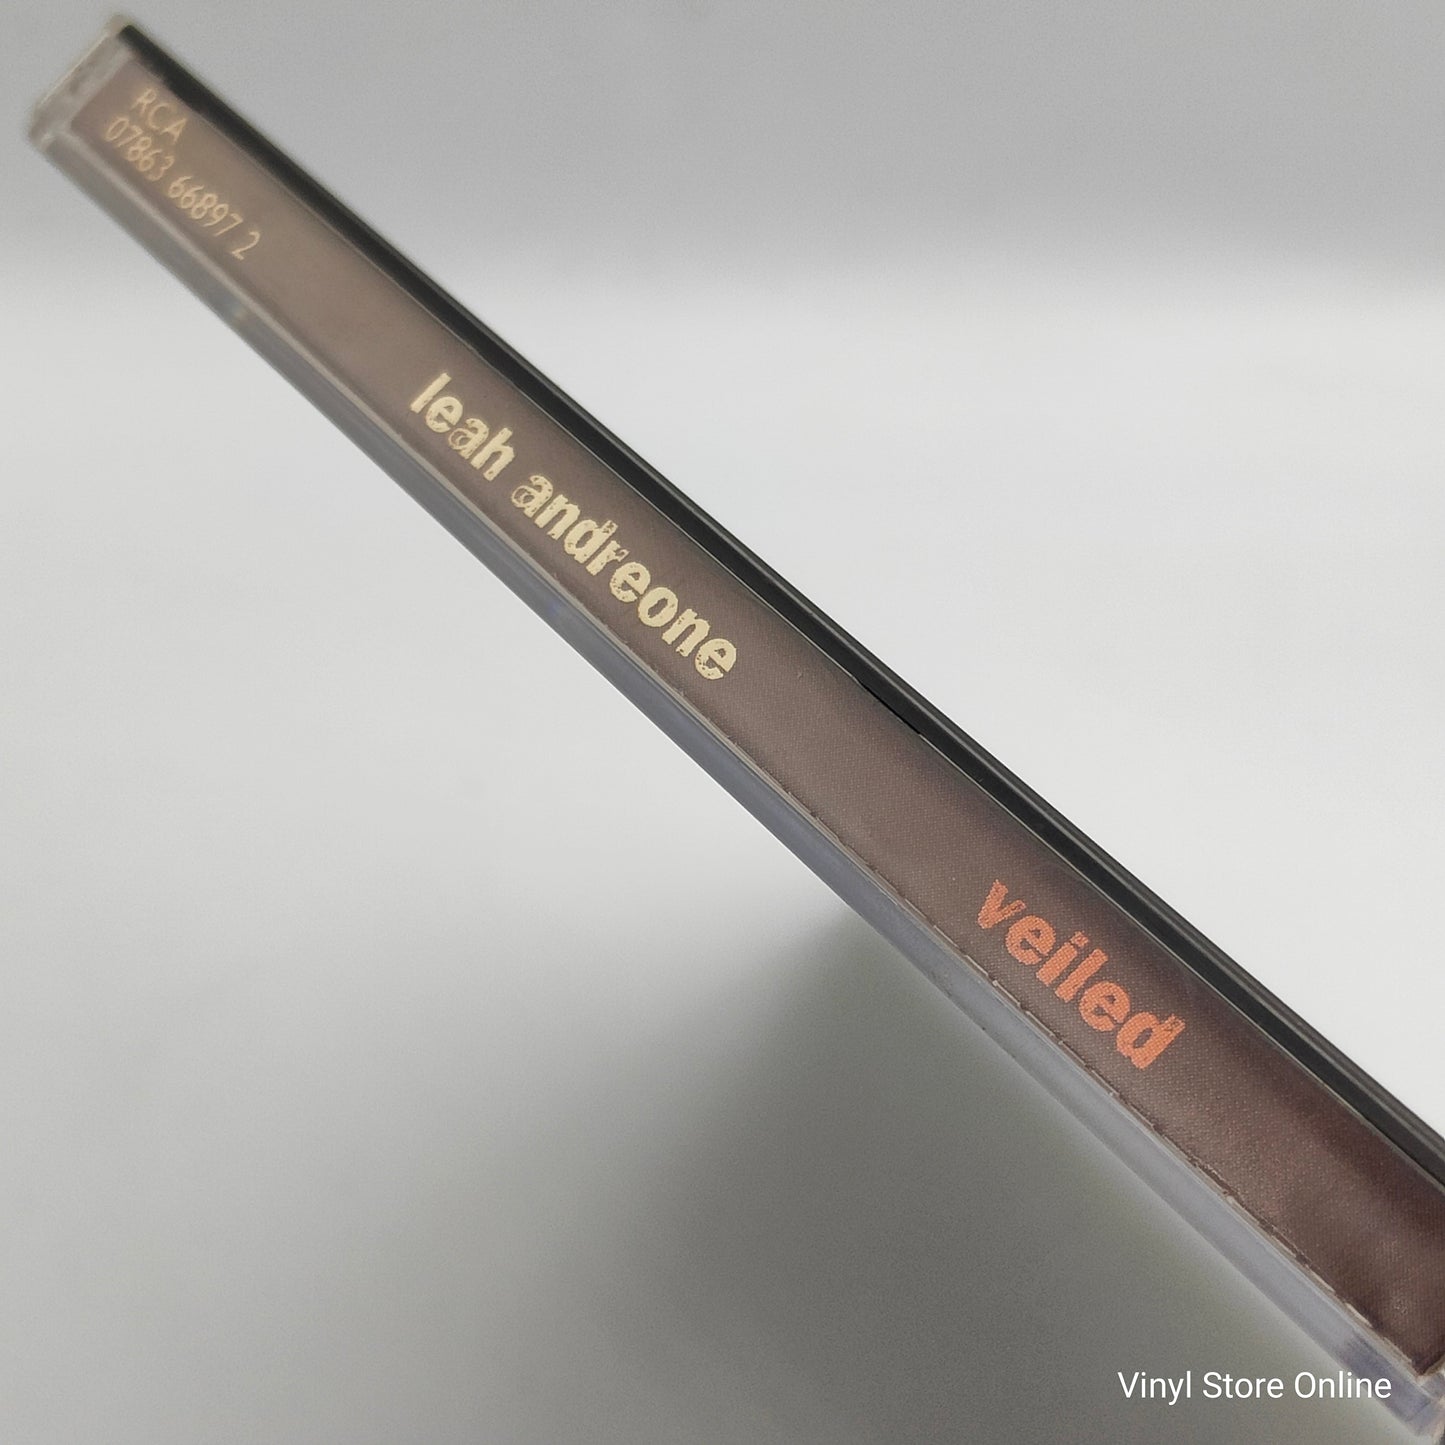 RCA
07863 66897 2
leah andreone
veiled
Vinyl Store Online